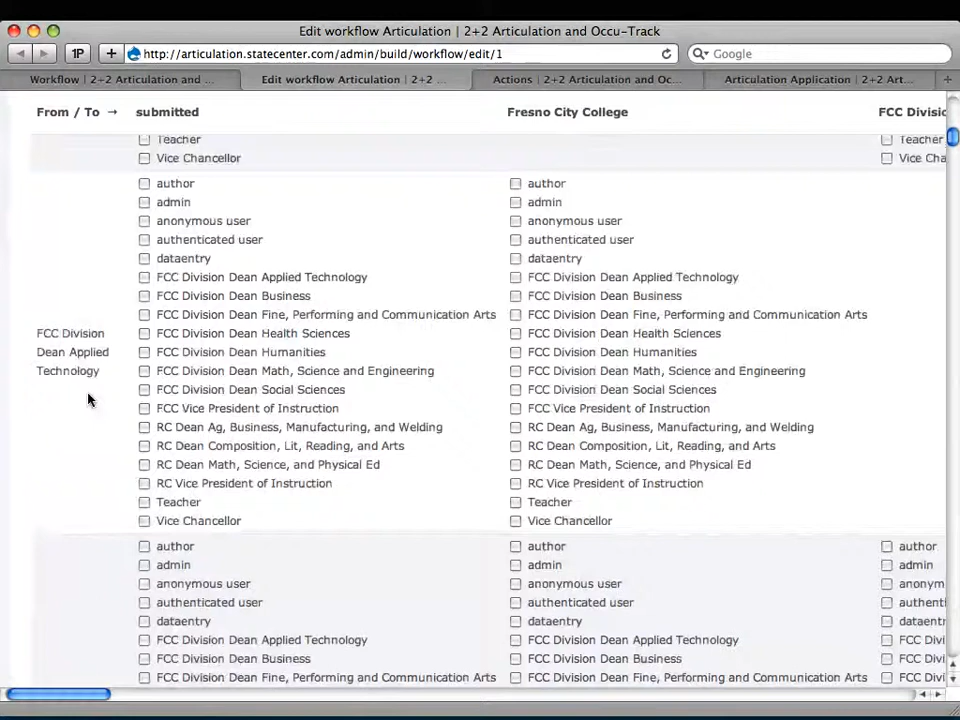 Edit workflow Articulation | 2+2 Articulation and Occu-Track
1P
+
http://articulation.statecenter.com/admin/build/workflow/edit/1
Google
Workflow | 2+2 Articulation and ...
Edit workflow Articulation | 2+2 ...
Actions | 2+2 Articulation and Oc...
Articulation Application | 2+2 Art...
+
From / To → submitted Fresno City College FCC Divisic
Teacher Teacher
Vice Chancellor Vice Cha
author author
admin admin
anonymous user anonymous user
authenticated user authenticated user
dataentry dataentry
FCC Division Dean Applied Technology FCC Division Dean Applied Technology
FCC Division Dean Business FCC Division Dean Business
FCC Division Dean Fine, Performing and Communication Arts FCC Division Dean Fine, Performing and Communication Arts
FCC Division FCC Division Dean Health Sciences FCC Division Dean Health Sciences
Dean Applied FCC Division Dean Humanities FCC Division Dean Humanities
Technology FCC Division Dean Math, Science and Engineering FCC Division Dean Math, Science and Engineering
FCC Division Dean Social Sciences FCC Division Dean Social Sciences
FCC Vice President of Instruction FCC Vice President of Instruction
RC Dean Ag, Business, Manufacturing, and Welding RC Dean Ag, Business, Manufacturing, and Welding
RC Dean Composition, Lit, Reading, and Arts RC Dean Composition, Lit, Reading, and Arts
RC Dean Math, Science, and Physical Ed RC Dean Math, Science, and Physical Ed
RC Vice President of Instruction RC Vice President of Instruction
Teacher Teacher
Vice Chancellor Vice Chancellor
author author author
admin admin admin
anonymous user anonymous user anonym
authenticated user authenticated user authenti
dataentry dataentry dataentr
FCC Division Dean Applied Technology FCC Division Dean Applied Technology FCC Divi
FCC Division Dean Business FCC Division Dean Business FCC Divi
FCC Division Dean Fine, Performing and Communication Arts FCC Division Dean Fine, Performing and Communication Arts FCC Divi